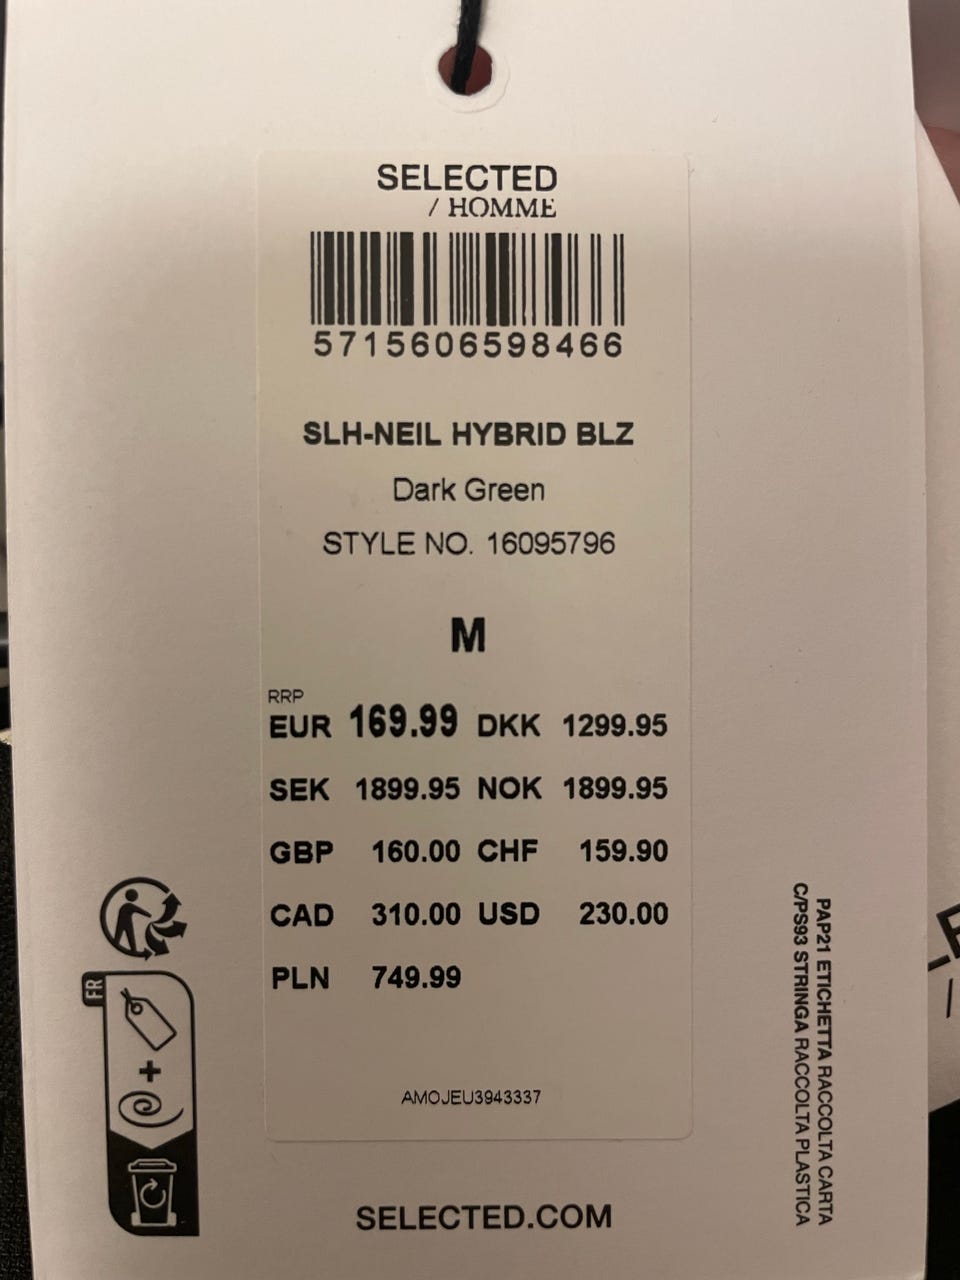 SELECTED
/ HOMME
5715606598466
SLH-NEIL HYBRID BLZ
Dark Green
STYLE NO. 16095796
M
RRP
EUR 169.99 DKK 1299.95
SEK 1899.95 NOK 1899.95
GBP 160.00 CHF 159.90
CAD 310.00 USD 230.00
PLN 749.99
AMOJEU3943337
SELECTED.COM
FR
+
PAP21 ETICHETTA RACCOLTA CARTA
C/PS93 STRINGA RACCOLTA PLASTICA